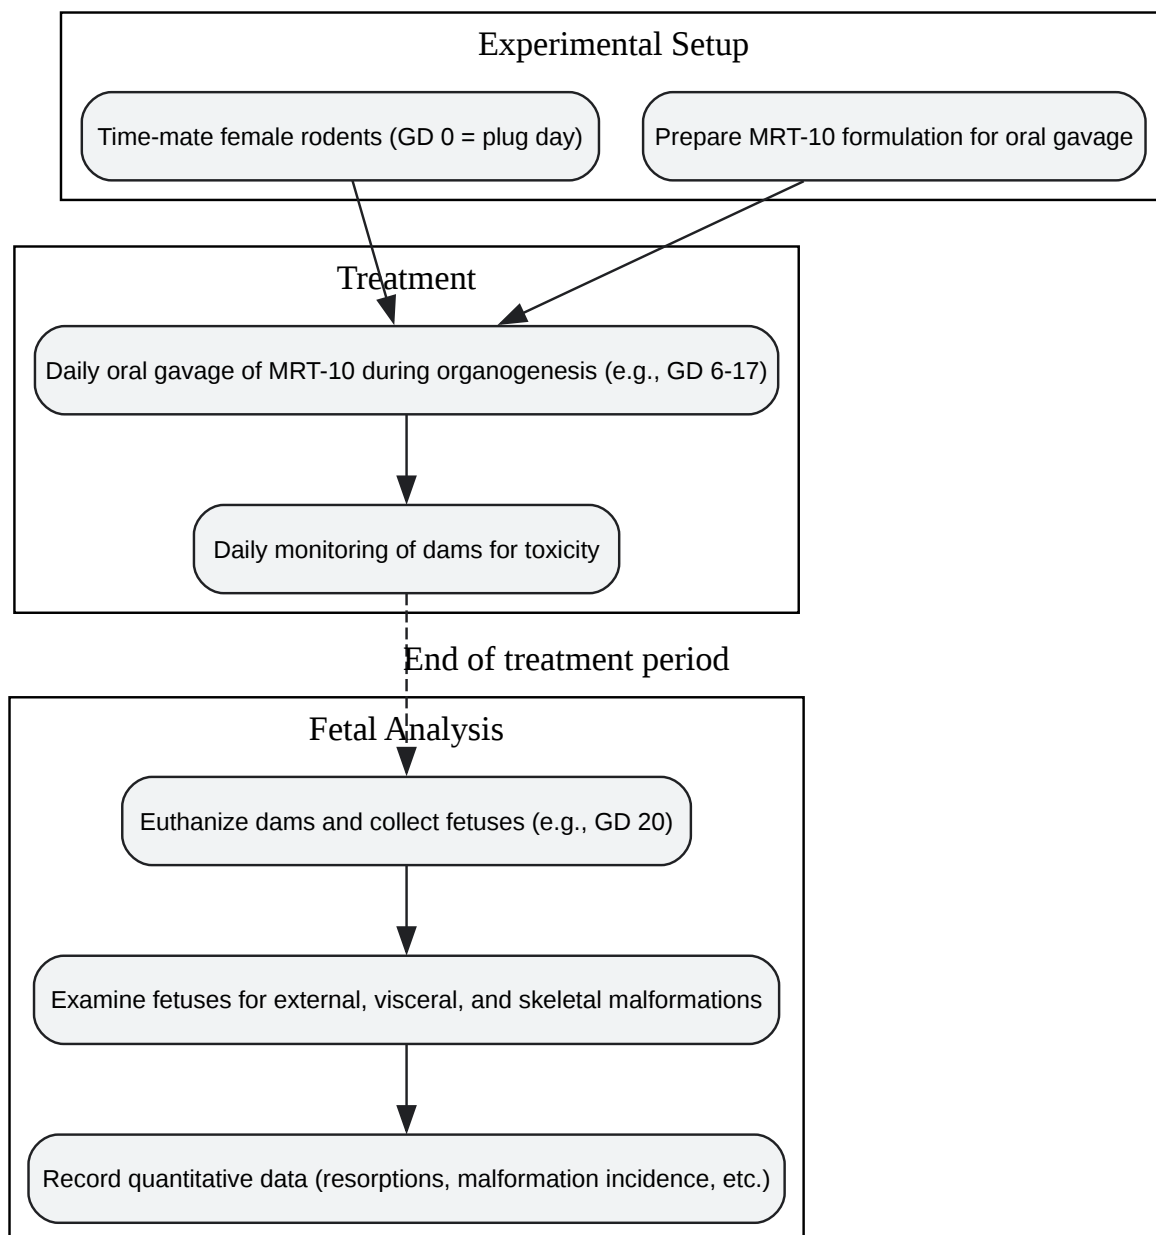 Experimental Setup
Time-mate female rodents (GD 0 = plug day)
Prepare MRT-10 formulation for oral gavage
Treatment
Daily oral gavage of MRT-10 during organogenesis (e.g., GD 6-17)
Daily monitoring of dams for toxicity
End of treatment period
Fetal Analysis
Euthanize dams and collect fetuses (e.g., GD 20)
Examine fetuses for external, visceral, and skeletal malformations
Record quantitative data (resorptions, malformation incidence, etc.)